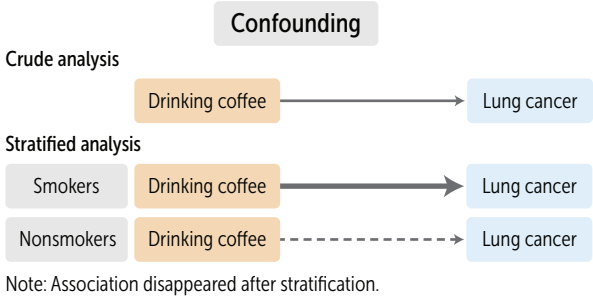 Confounding
Crude analysis
Drinking coffee Lung cancer
Stratified analysis
Smokers Drinking coffee Lung cancer
Nonsmokers Drinking coffee Lung cancer
Note: Association disappeared after stratification.